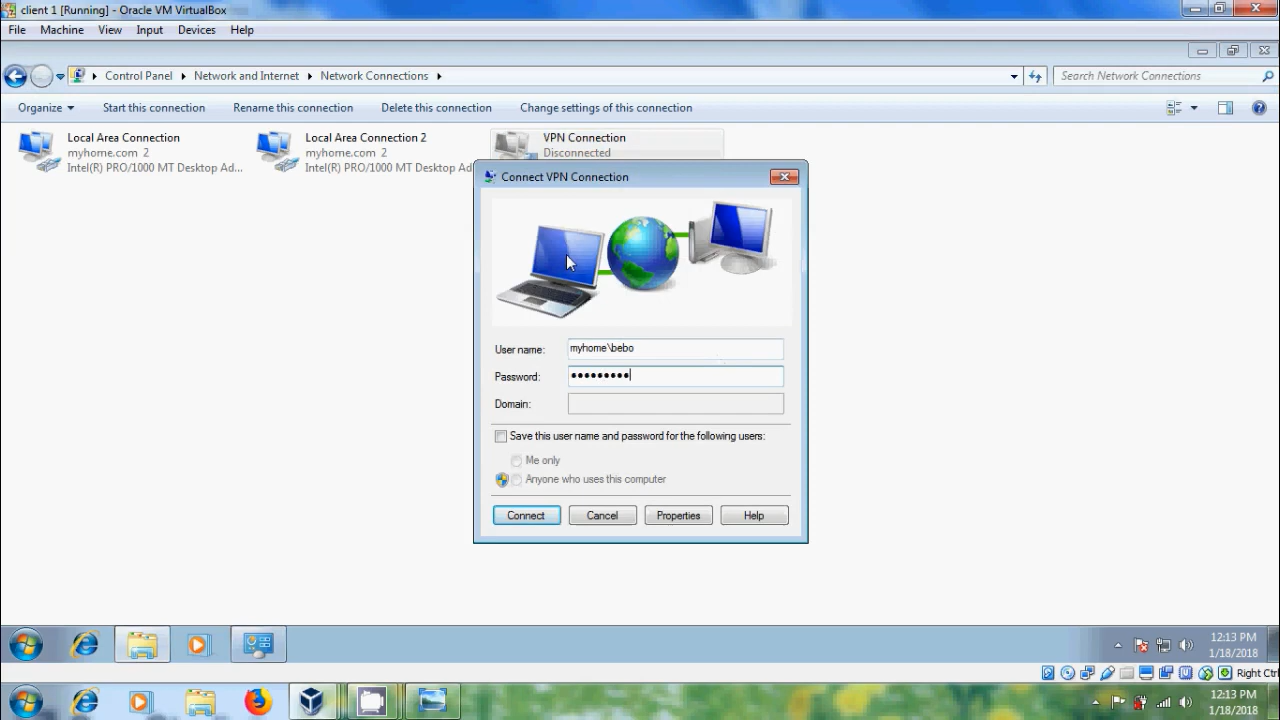 client 1 [Running] - Oracle VM VirtualBox
File Machine View Input Devices Help
Control Panel Network and Internet Network Connections
Search Network Connections
Organize Start this connection Rename this connection Delete this connection Change settings of this connection
Local Area Connection
myhome.com 2
Intel(R) PRO/1000 MT Desktop Ad...
Local Area Connection 2
myhome.com 2
Intel(R) PRO/1000 MT Desktop Ad
VPN Connection
Disconnected
Connect VPN Connection
User name: myhome\bebo
Password: •••••••••
Domain:
Save this user name and password for the following users:
Me only
Anyone who uses this computer
Connect Cancel Properties Help
12:13 PM
1/18/2018
Right Ctrl
12:13 PM
1/18/2018